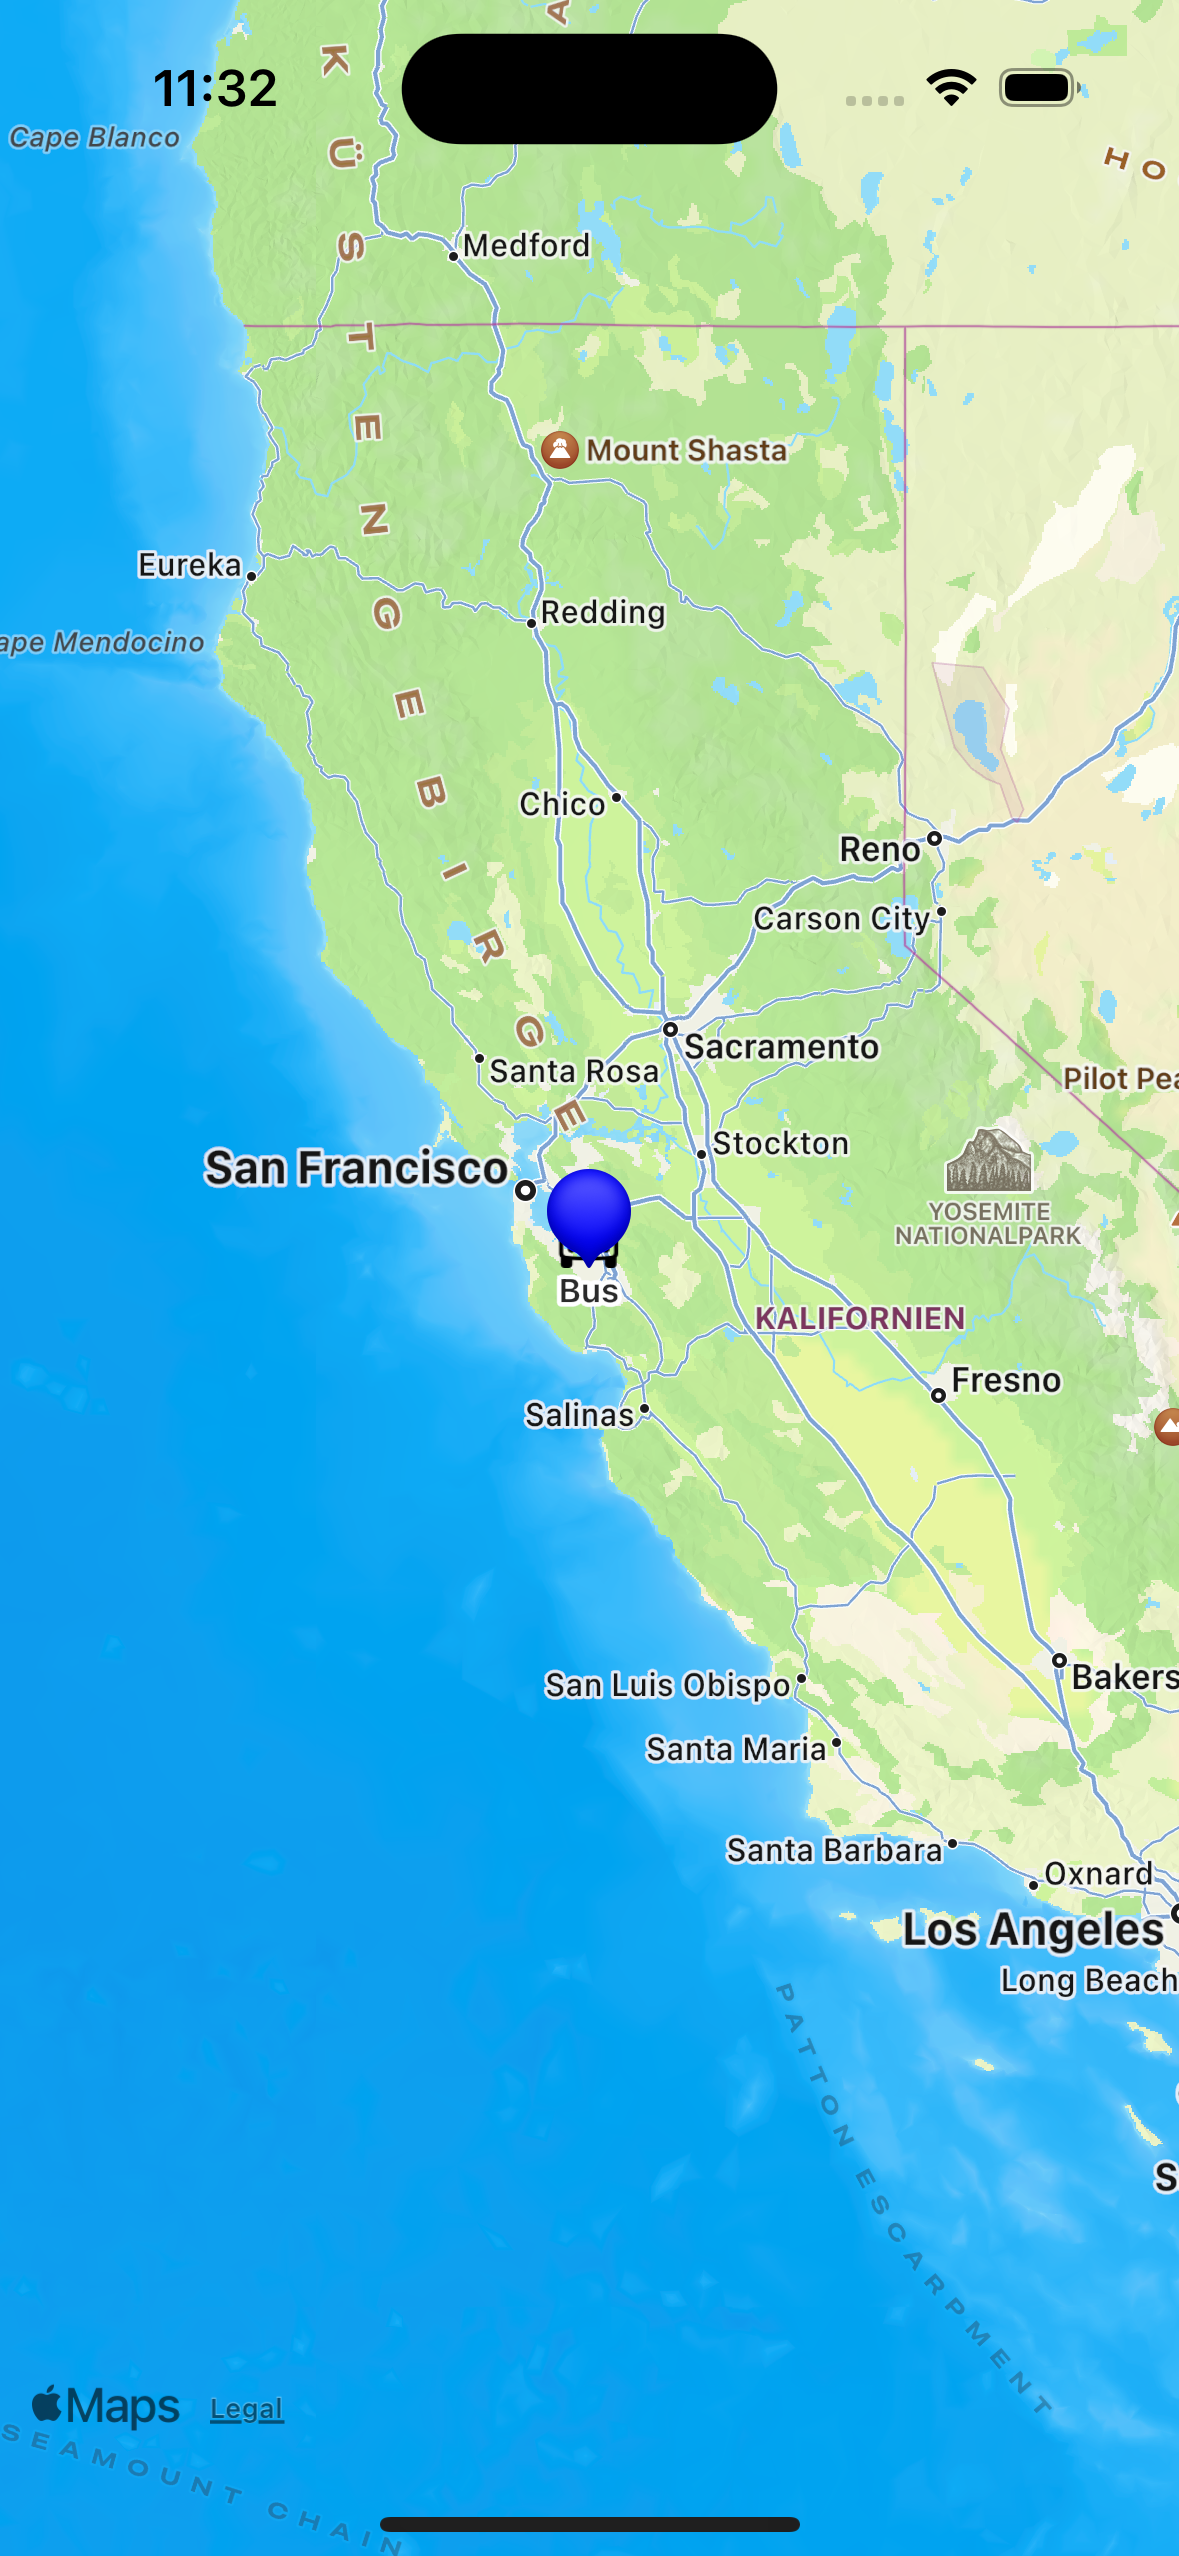 11:32
Cape Blanco
KÜSTENGEBIRGE
H O
Medford
Mount Shasta
Eureka
Redding
ape Mendocino
Chico
Reno
Carson City
Sacramento
Santa Rosa
Pilot Pea
Stockton
San Francisco
YOSEMITE
NATIONALPARK
Bus
KALIFORNIEN
Fresno
Salinas
Bakers
San Luis Obispo
Santa Maria
Santa Barbara
Oxnard
Los Angeles
Long Beach
PATTON ESCARPMENT
S
Maps
Legal
SEAMOUNT CHAIN